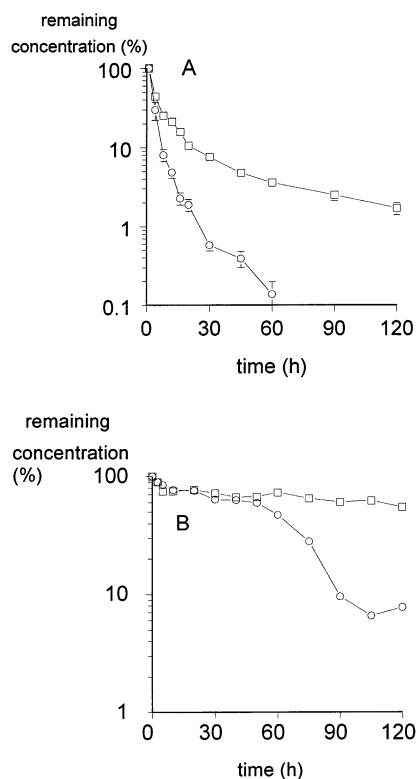 remaining
concentration (%)
A
100
10
1
0.1
0 30 60 90 120
time (h)
remaining
concentration
(%)
100
B
10
1
0 30 60 90 120
time (h)